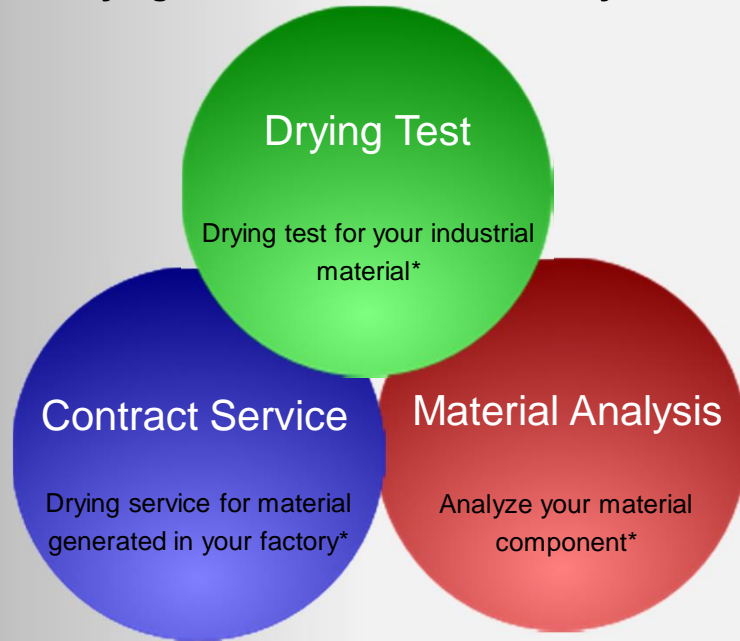 Drying Test
Drying test for your industrial
material*
Contract Service
Drying service for material
generated in your factory*
Material Analysis
Analyze your material
component*